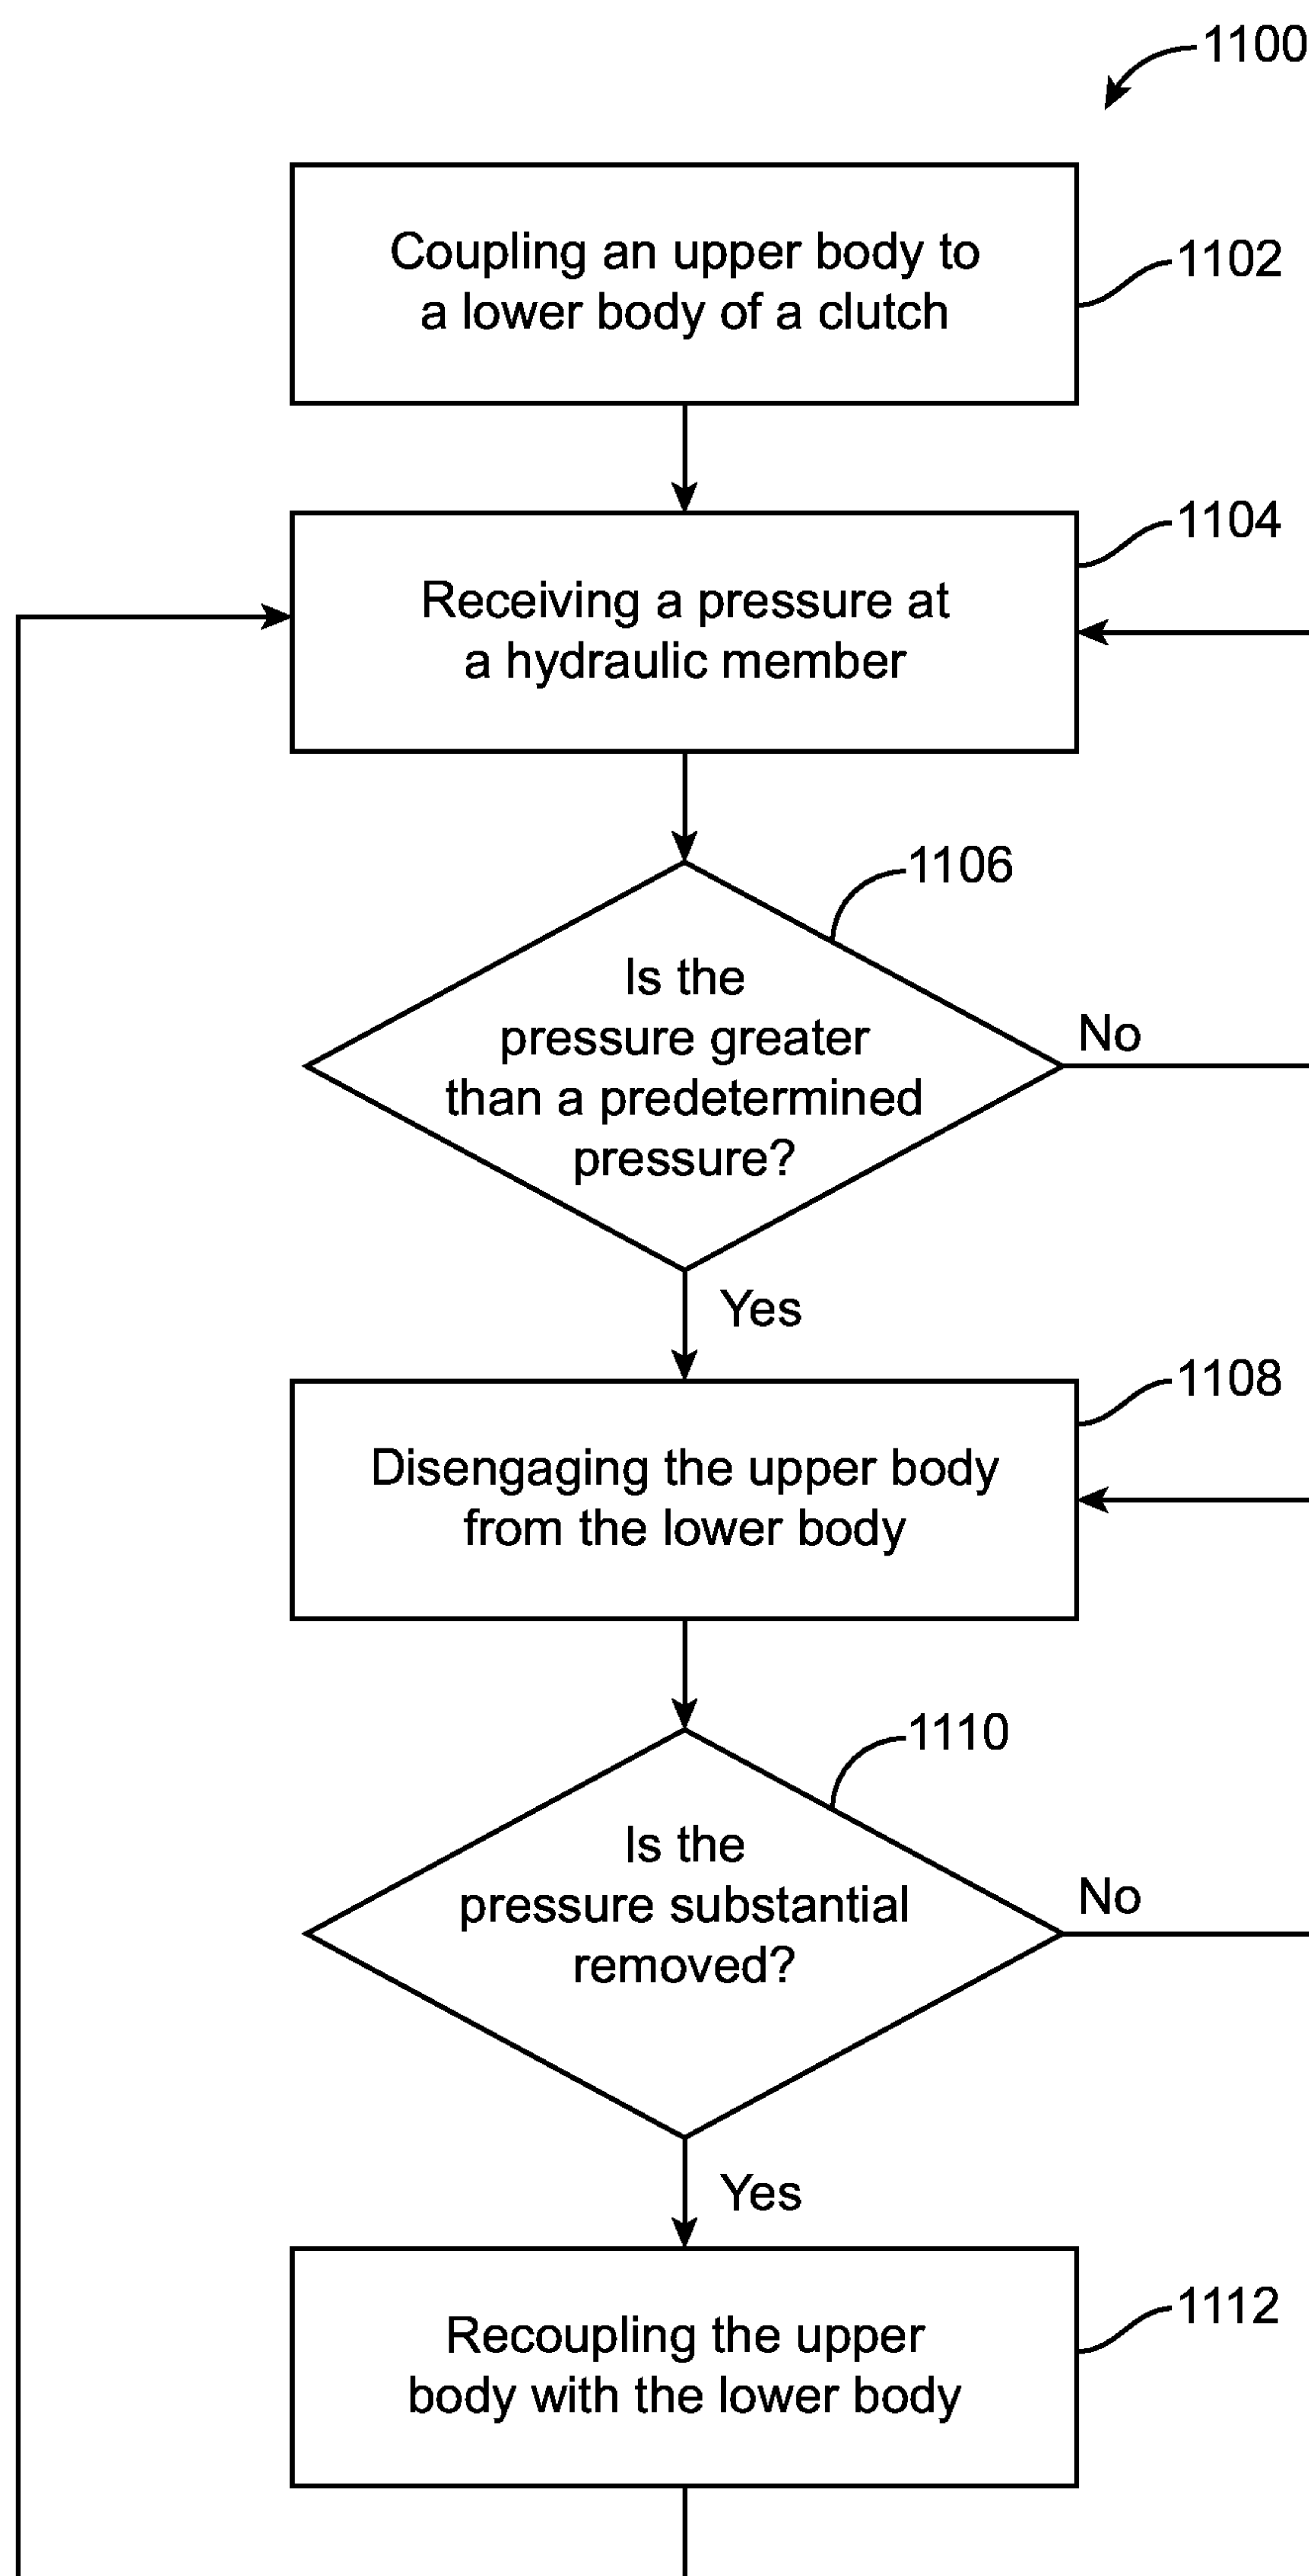 1100
Coupling an upper body to
a lower body of a clutch
1102
1104
Receiving a pressure at
a hydraulic member
1106
Is the
pressure greater
than a predetermined
pressure?
No
Yes
1108
Disengaging the upper body
from the lower body
1110
Is the
pressure substantial
removed?
No
Yes
1112
Recoupling the upper
body with the lower body